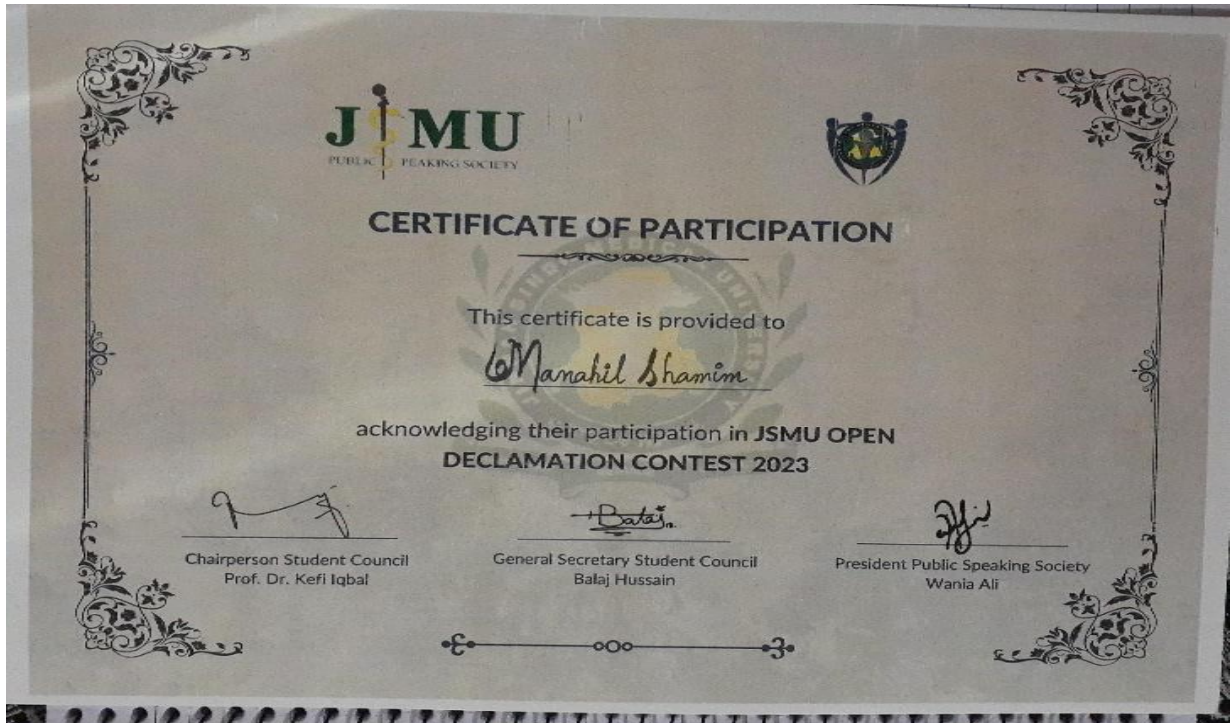 JSMU
PUBLIC SPEAKING SOCIETY
CERTIFICATE OF PARTICIPATION
This certificate is provided to
Manahil Shamim
acknowledging their participation in JSMU OPEN
DECLAMATION CONTEST 2023
Balaj
Chairperson Student Council
Prof. Dr. Kefi Iqbal
General Secretary Student Council
Balaj Hussain
President Public Speaking Society
Wania Ali